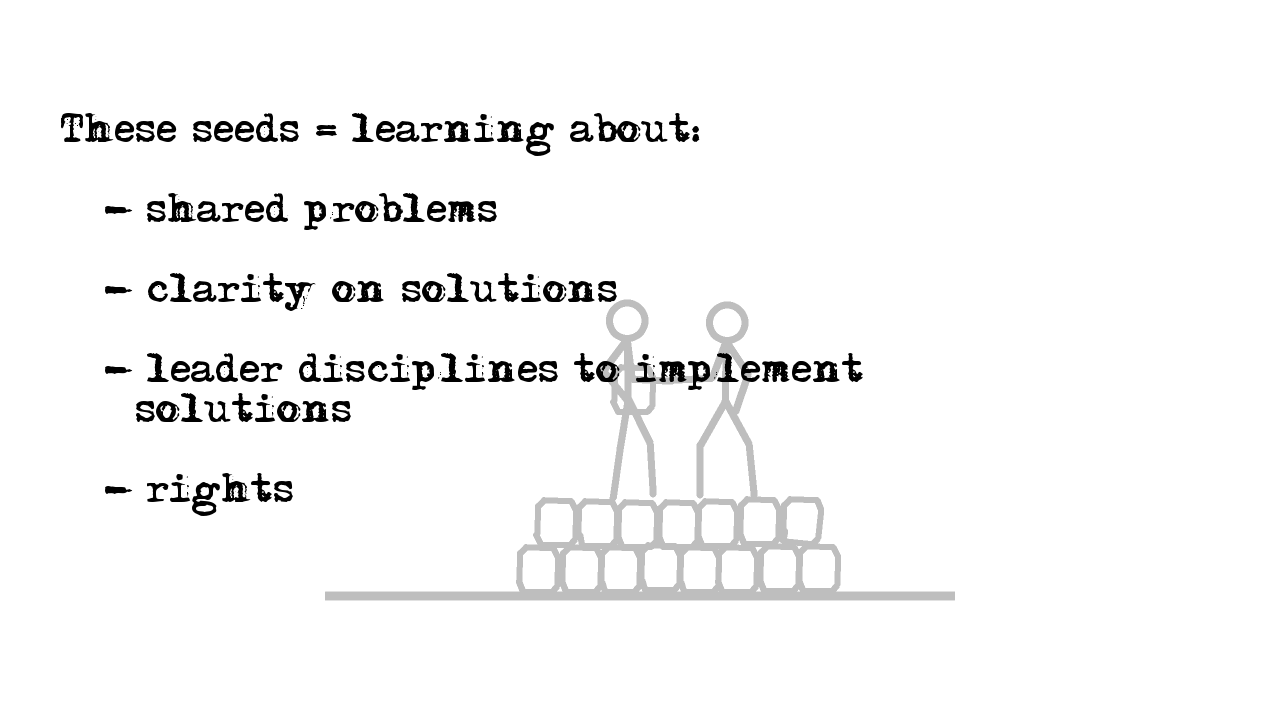 These seeds = learning about:
- shared problems
- clarity on solutions
- leader disciplines to implement
solutions
- rights